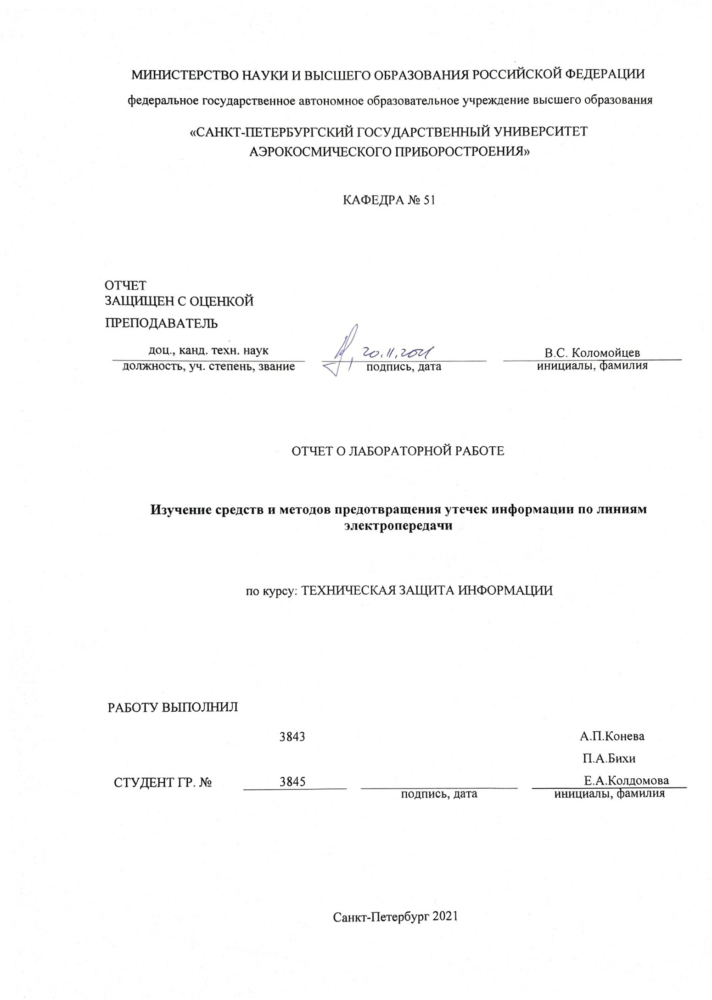 МИНИСТЕРСТВО НАУКИ И ВЫСШЕГО ОБРАЗОВАНИЯ РОССИЙСКОЙ ФЕДЕРАЦИИ
федеральное государственное автономное образовательное учреждение высшего образования
«САНКТ-ПЕТЕРБУРГСКИЙ ГОСУДАРСТВЕННЫЙ УНИВЕРСИТЕТ
АЭРОКОСМИЧЕСКОГО ПРИБОРОСТРОЕНИЯ»
КАФЕДРА № 51
ОТЧЕТ
ЗАЩИЩЕН С ОЦЕНКОЙ
ПРЕПОДАВАТЕЛЬ
доц., канд. техн. наук 20.11.2021 В.С. Коломойцев
должность, уч. степень, звание подпись, дата инициалы, фамилия
ОТЧЕТ О ЛАБОРАТОРНОЙ РАБОТЕ
Изучение средств и методов предотвращения утечек информации по линиям
электропередачи
по курсу: ТЕХНИЧЕСКАЯ ЗАЩИТА ИНФОРМАЦИИ
РАБОТУ ВЫПОЛНИЛ
3843 А.П.Конева
П.А.Бихи
СТУДЕНТ ГР. № 3845 Е.А.Колдомова
подпись, дата инициалы, фамилия
Санкт-Петербург 2021